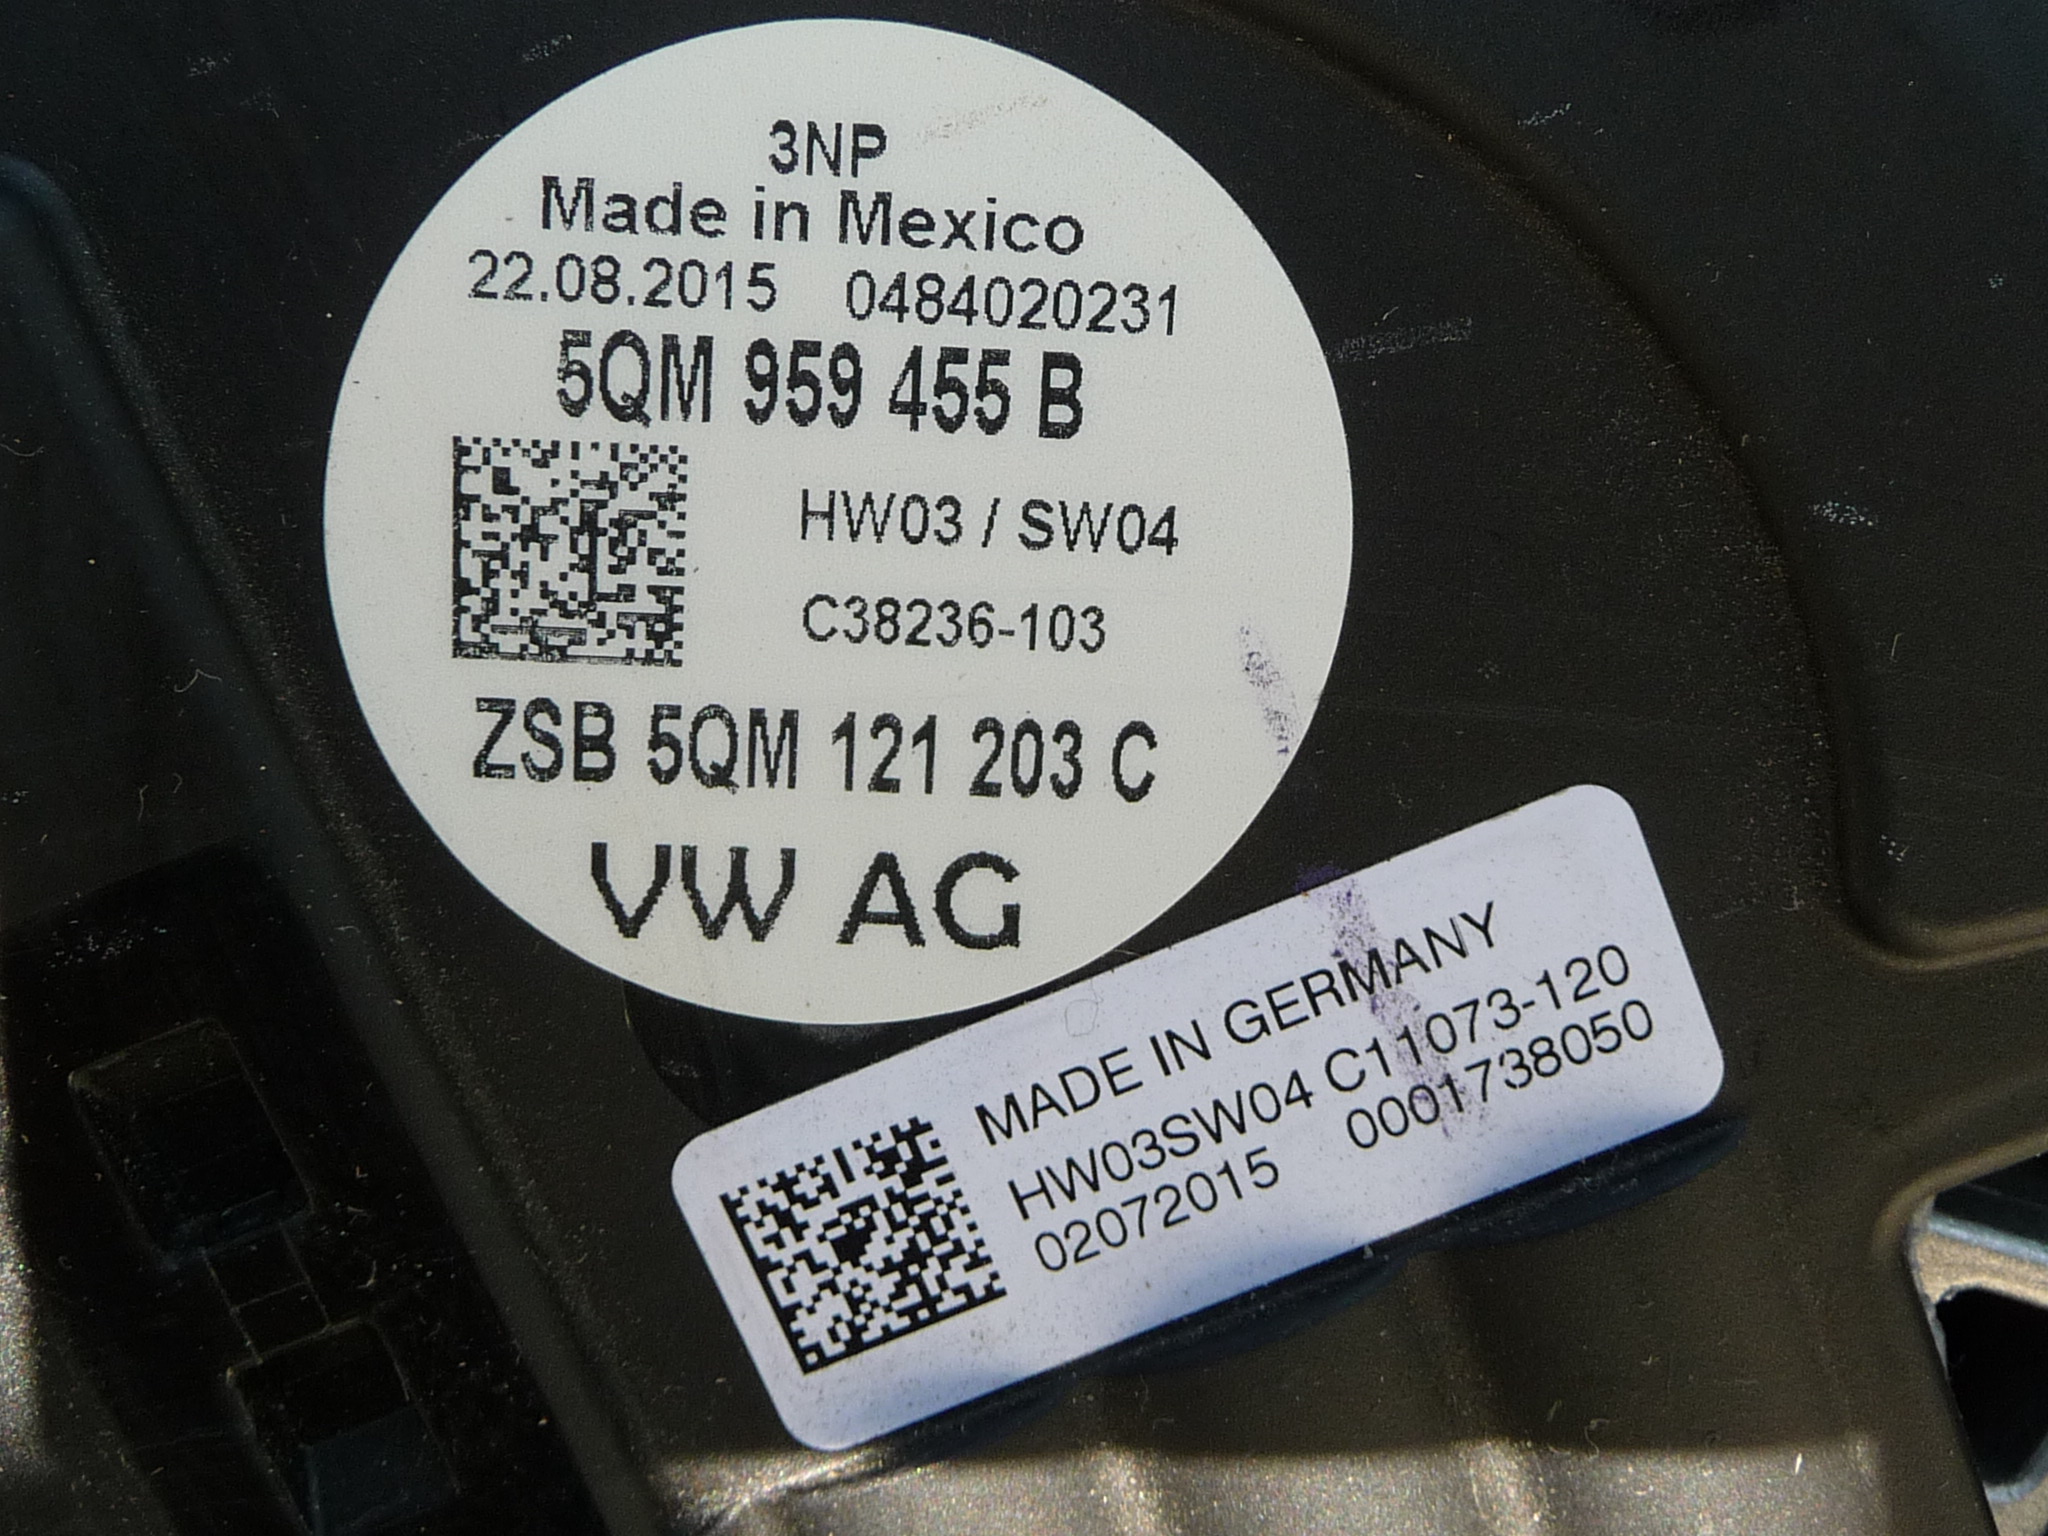 3NP
Made in Mexico
22.08.2015 0484020231
5QM 959 455 B
HW03 / SW04
C38236-103
ZSB 5QM 121 203 C
VW AG
MADE IN GERMANY
HW03SW04 C11073-120
02072015 0001738050